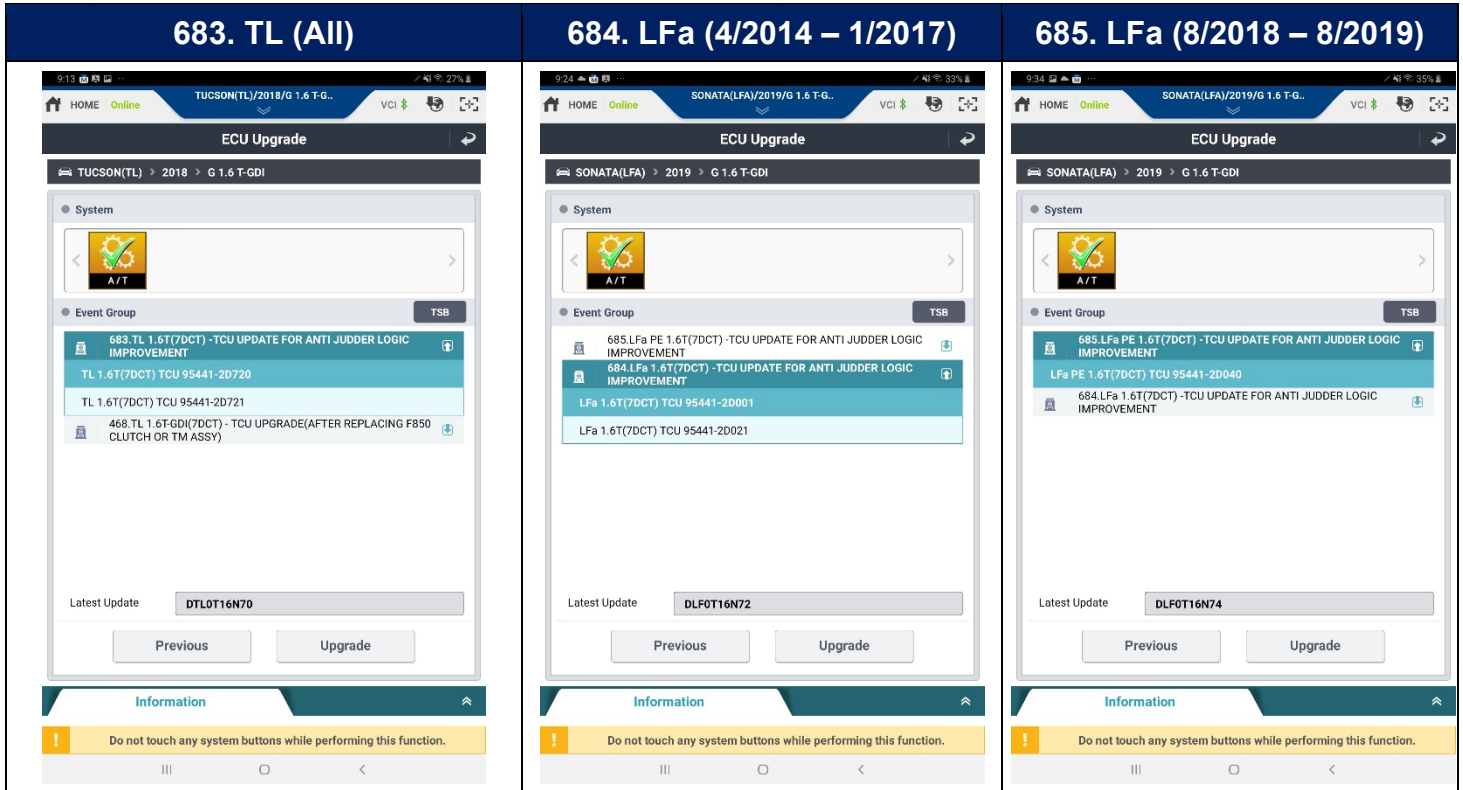 683. TL (All)
684. LFa (4/2014 – 1/2017)
685. LFa (8/2018 – 8/2019)
9:13
27%
HOME Online
TUCSON(TL)/2018/G 1.6 T-G..
VCI
ECU Upgrade
TUCSON(TL) > 2018 > G 1.6 T-GDI
System
A/T
Event Group
TSB
683.TL 1.6T(7DCT) -TCU UPDATE FOR ANTI JUDDER LOGIC
IMPROVEMENT
TL 1.6T(7DCT) TCU 95441-2D720
TL 1.6T(7DCT) TCU 95441-2D721
468.TL 1.6T-GDI(7DCT) - TCU UPGRADE(AFTER REPLACING F850
CLUTCH OR TM ASSY)
Latest Update
DTL0T16N70
Previous
Upgrade
Information
! Do not touch any system buttons while performing this function.
9:24
33%
HOME Online
SONATA(LFA)/2019/G 1.6 T-G..
VCI
ECU Upgrade
SONATA(LFA) > 2019 > G 1.6 T-GDI
System
A/T
Event Group
TSB
685.LFa PE 1.6T(7DCT) -TCU UPDATE FOR ANTI JUDDER LOGIC
IMPROVEMENT
684.LFa 1.6T(7DCT) -TCU UPDATE FOR ANTI JUDDER LOGIC
IMPROVEMENT
LFa 1.6T(7DCT) TCU 95441-2D001
LFa 1.6T(7DCT) TCU 95441-2D021
Latest Update
DLF0T16N72
Previous
Upgrade
Information
! Do not touch any system buttons while performing this function.
9:34
35%
HOME Online
SONATA(LFA)/2019/G 1.6 T-G..
VCI
ECU Upgrade
SONATA(LFA) > 2019 > G 1.6 T-GDI
System
A/T
Event Group
TSB
685.LFa PE 1.6T(7DCT) -TCU UPDATE FOR ANTI JUDDER LOGIC
IMPROVEMENT
LFa PE 1.6T(7DCT) TCU 95441-2D040
684.LFa 1.6T(7DCT) -TCU UPDATE FOR ANTI JUDDER LOGIC
IMPROVEMENT
Latest Update
DLF0T16N74
Previous
Upgrade
Information
! Do not touch any system buttons while performing this function.